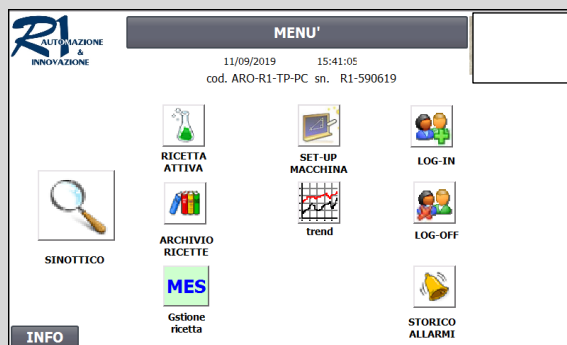 R1
AUTOMAZIONE
&
INNOVAZIONE
MENU'
11/09/2019 15:41:05
cod. ARO-R1-TP-PC sn. R1-590619
RICETTA
ATTIVA
SET-UP
MACCHINA
LOG-IN
SINOTTICO
ARCHIVIO
RICETTE
trend
LOG-OFF
MES
Gstione
ricetta
STORICO
ALLARMI
INFO